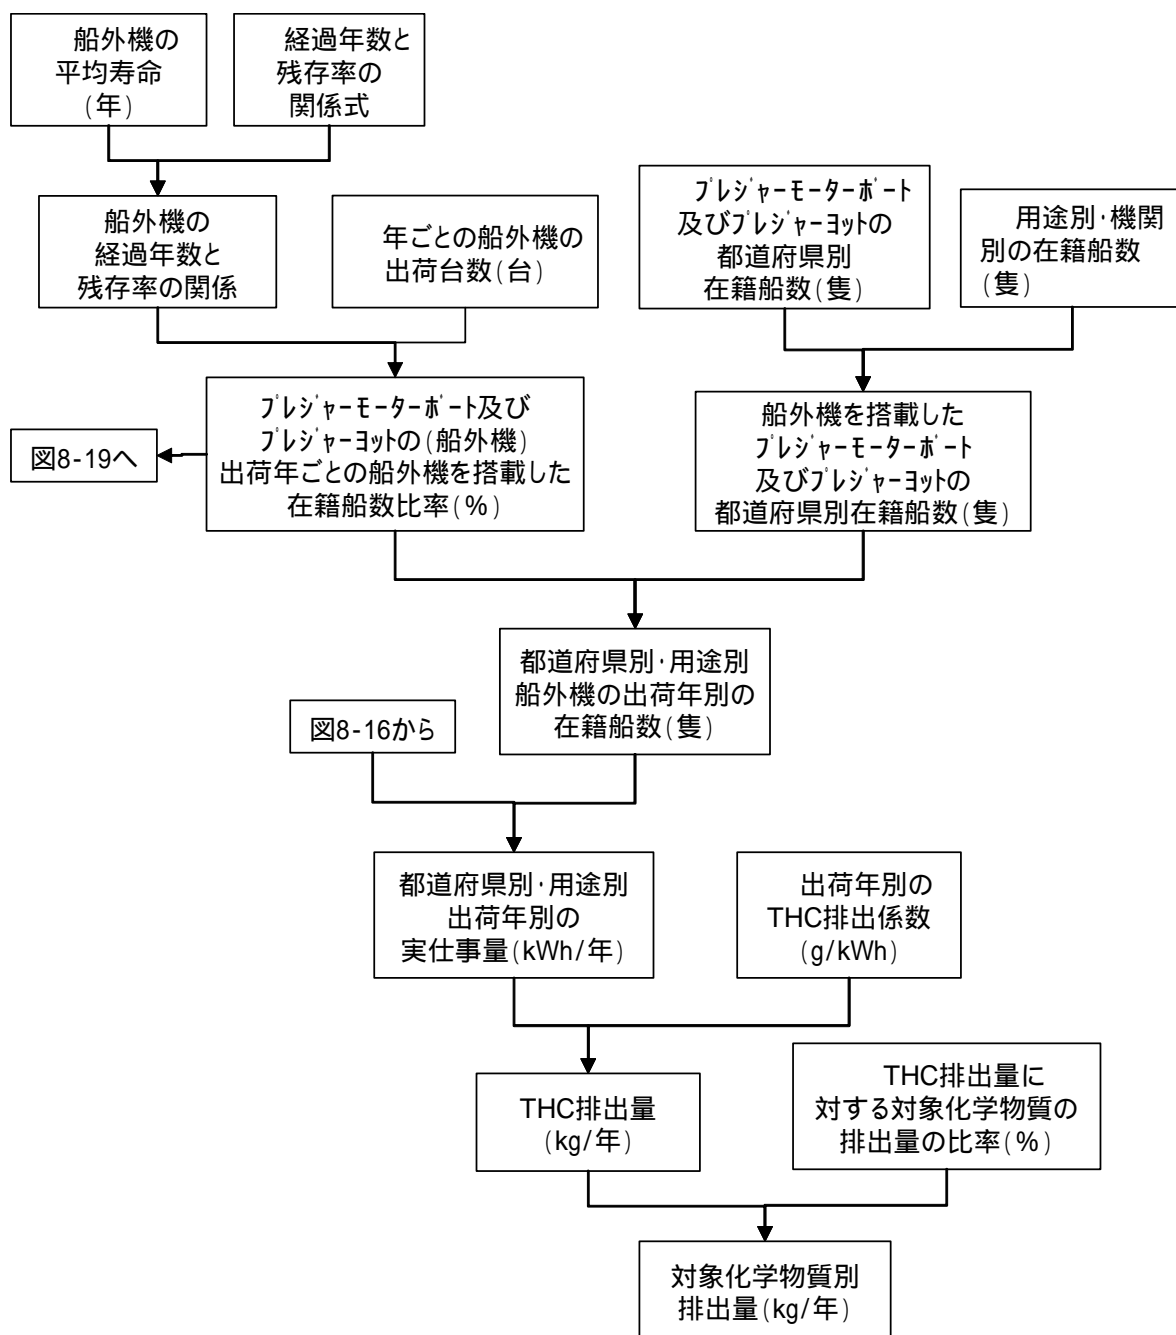 船外機の
平均寿命
(年)
経過年数と
残存率の
関係式
船外機の
経過年数と
残存率の関係
年ごとの船外機の
出荷台数(台)
ﾌﾟﾚｼﾞｬｰﾓｰﾀｰﾎﾞｰﾄ
及びﾌﾟﾚｼﾞｬｰﾖｯﾄの
都道府県別
在籍船数(隻)
用途別・機関
別の在籍船数
(隻)
ﾌﾟﾚｼﾞｬｰﾓｰﾀｰﾎﾞｰﾄ及び
ﾌﾟﾚｼﾞｬｰﾖｯﾄの(船外機)
出荷年ごとの船外機を搭載した
在籍船数比率(%)
図8-19へ
船外機を搭載した
ﾌﾟﾚｼﾞｬｰﾓｰﾀｰﾎﾞｰﾄ
及びﾌﾟﾚｼﾞｬｰﾖｯﾄの
都道府県別在籍船数(隻)
都道府県別・用途別
船外機の出荷年別の
在籍船数(隻)
図8-16から
都道府県別・用途別
出荷年別の
実仕事量(kWh/年)
出荷年別の
THC排出係数
(g/kWh)
THC排出量
(kg/年)
THC排出量に
対する対象化学物質の
排出量の比率(%)
対象化学物質別
排出量(kg/年)